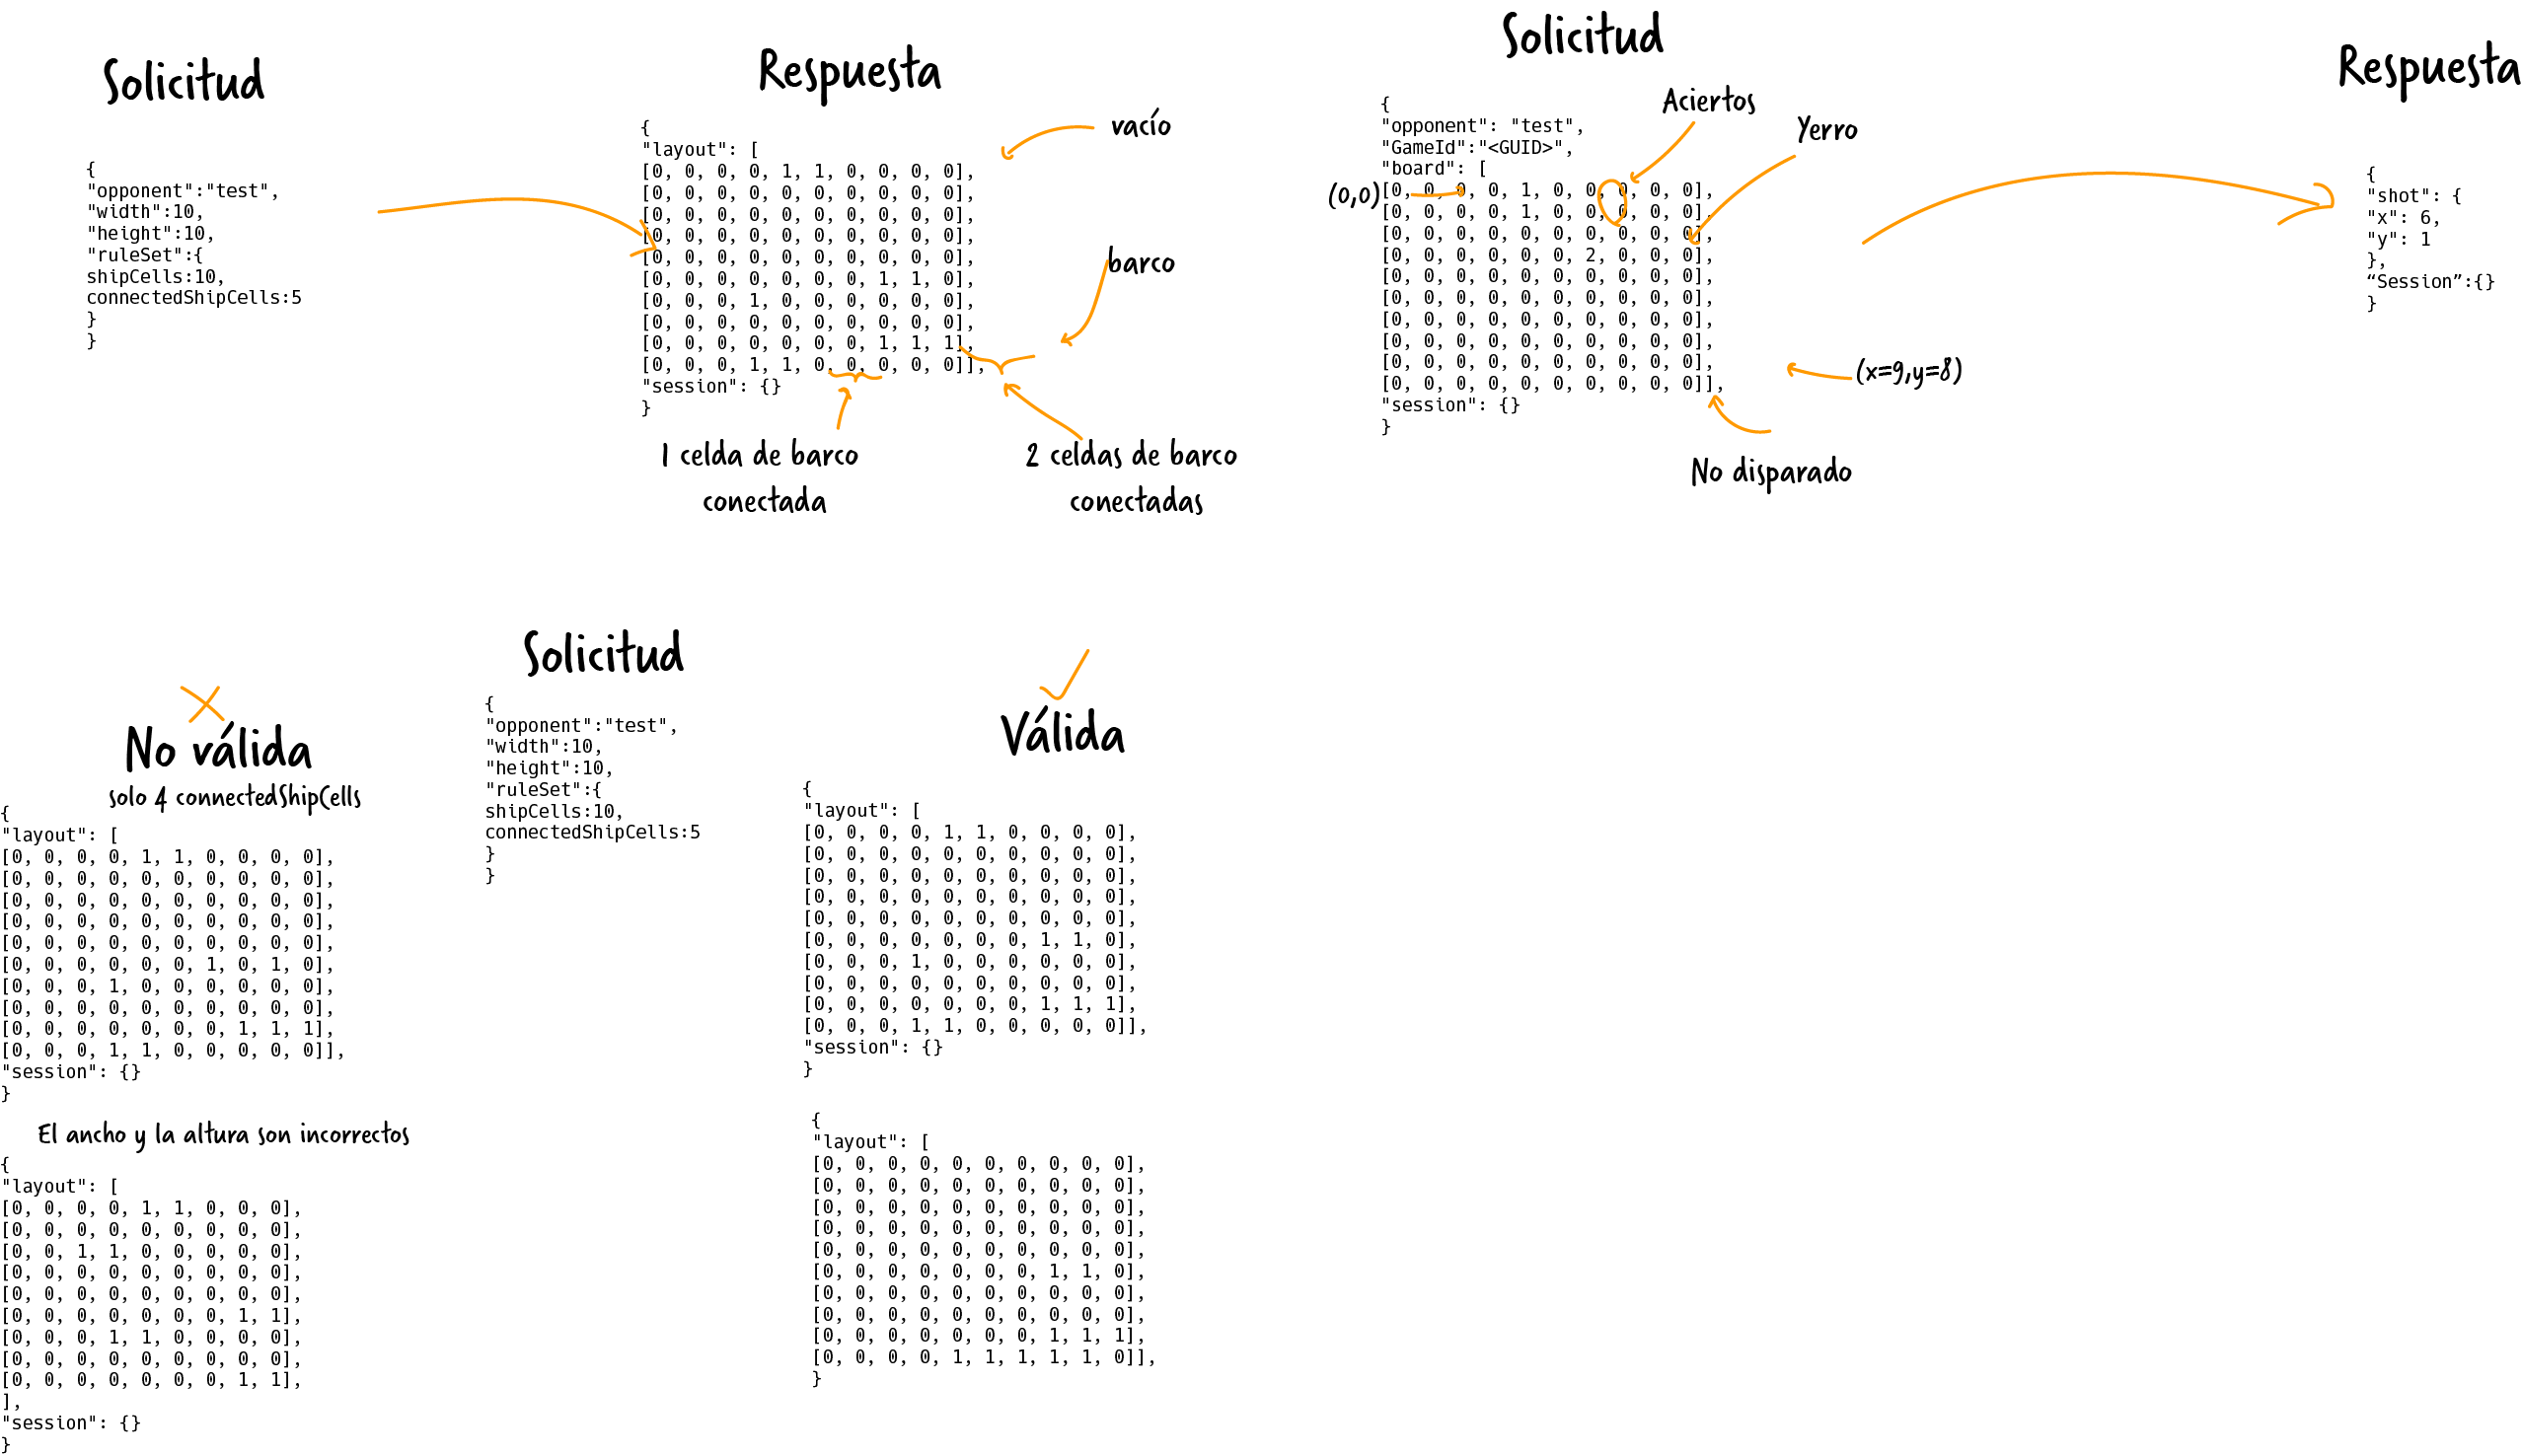 Solicitud
{
"opponent":"test",
"width":10,
"height":10,
"ruleSet":{
shipCells:10,
connectedShipCells:5
}
}
Respuesta
{
"layout": [
[0, 0, 0, 0, 1, 1, 0, 0, 0, 0],
[0, 0, 0, 0, 0, 0, 0, 0, 0, 0],
[0, 0, 0, 0, 0, 0, 0, 0, 0, 0],
[0, 0, 0, 0, 0, 0, 0, 0, 0, 0],
[0, 0, 0, 0, 0, 0, 0, 0, 0, 0],
[0, 0, 0, 0, 0, 0, 0, 1, 1, 0],
[0, 0, 0, 1, 0, 0, 0, 0, 0, 0],
[0, 0, 0, 0, 0, 0, 0, 0, 0, 0],
[0, 0, 0, 0, 0, 0, 0, 1, 1, 1],
[0, 0, 0, 1, 1, 0, 0, 0, 0, 0]],
"session": {}
}
vacío
barco
1 celda de barco
conectada
2 celdas de barco
conectadas
Solicitud
{
"opponent": "test",
"GameId":"<GUID>",
"board": [
[0, 0, 0, 0, 1, 0, 0, 0, 0, 0],
[0, 0, 0, 0, 1, 0, 0, 0, 0, 0],
[0, 0, 0, 0, 0, 0, 0, 0, 0, 0],
[0, 0, 0, 0, 0, 0, 2, 0, 0, 0],
[0, 0, 0, 0, 0, 0, 0, 0, 0, 0],
[0, 0, 0, 0, 0, 0, 0, 0, 0, 0],
[0, 0, 0, 0, 0, 0, 0, 0, 0, 0],
[0, 0, 0, 0, 0, 0, 0, 0, 0, 0],
[0, 0, 0, 0, 0, 0, 0, 0, 0, 0],
[0, 0, 0, 0, 0, 0, 0, 0, 0, 0]],
"session": {}
}
Aciertos
Yerro
(0,0)
(x=9,y=8)
No disparado
Respuesta
{
"shot": {
"x": 6,
"y": 1
},
“Session”:{}
}
No válida
solo 4 connectedShipCells
{
"layout": [
[0, 0, 0, 0, 1, 1, 0, 0, 0, 0],
[0, 0, 0, 0, 0, 0, 0, 0, 0, 0],
[0, 0, 0, 0, 0, 0, 0, 0, 0, 0],
[0, 0, 0, 0, 0, 0, 0, 0, 0, 0],
[0, 0, 0, 0, 0, 0, 0, 0, 0, 0],
[0, 0, 0, 0, 0, 0, 1, 0, 1, 0],
[0, 0, 0, 1, 0, 0, 0, 0, 0, 0],
[0, 0, 0, 0, 0, 0, 0, 0, 0, 0],
[0, 0, 0, 0, 0, 0, 0, 1, 1, 1],
[0, 0, 0, 1, 1, 0, 0, 0, 0, 0]],
"session": {}
}
El ancho y la altura son incorrectos
{
"layout": [
[0, 0, 0, 0, 1, 1, 0, 0, 0],
[0, 0, 0, 0, 0, 0, 0, 0, 0],
[0, 0, 1, 1, 0, 0, 0, 0, 0],
[0, 0, 0, 0, 0, 0, 0, 0, 0],
[0, 0, 0, 0, 0, 0, 0, 0, 0],
[0, 0, 0, 0, 0, 0, 0, 1, 1],
[0, 0, 0, 1, 1, 0, 0, 0, 0],
[0, 0, 0, 0, 0, 0, 0, 0, 0],
[0, 0, 0, 0, 0, 0, 0, 1, 1],
],
"session": {}
}
Solicitud
{
"opponent":"test",
"width":10,
"height":10,
"ruleSet":{
shipCells:10,
connectedShipCells:5
}
}
Válida
{
"layout": [
[0, 0, 0, 0, 1, 1, 0, 0, 0, 0],
[0, 0, 0, 0, 0, 0, 0, 0, 0, 0],
[0, 0, 0, 0, 0, 0, 0, 0, 0, 0],
[0, 0, 0, 0, 0, 0, 0, 0, 0, 0],
[0, 0, 0, 0, 0, 0, 0, 0, 0, 0],
[0, 0, 0, 0, 0, 0, 0, 1, 1, 0],
[0, 0, 0, 1, 0, 0, 0, 0, 0, 0],
[0, 0, 0, 0, 0, 0, 0, 0, 0, 0],
[0, 0, 0, 0, 0, 0, 0, 1, 1, 1],
[0, 0, 0, 1, 1, 0, 0, 0, 0, 0]],
"session": {}
}
{
"layout": [
[0, 0, 0, 0, 0, 0, 0, 0, 0, 0],
[0, 0, 0, 0, 0, 0, 0, 0, 0, 0],
[0, 0, 0, 0, 0, 0, 0, 0, 0, 0],
[0, 0, 0, 0, 0, 0, 0, 0, 0, 0],
[0, 0, 0, 0, 0, 0, 0, 0, 0, 0],
[0, 0, 0, 0, 0, 0, 0, 1, 1, 0],
[0, 0, 0, 0, 0, 0, 0, 0, 0, 0],
[0, 0, 0, 0, 0, 0, 0, 0, 0, 0],
[0, 0, 0, 0, 0, 0, 0, 1, 1, 1],
[0, 0, 0, 0, 1, 1, 1, 1, 1, 0]],
}